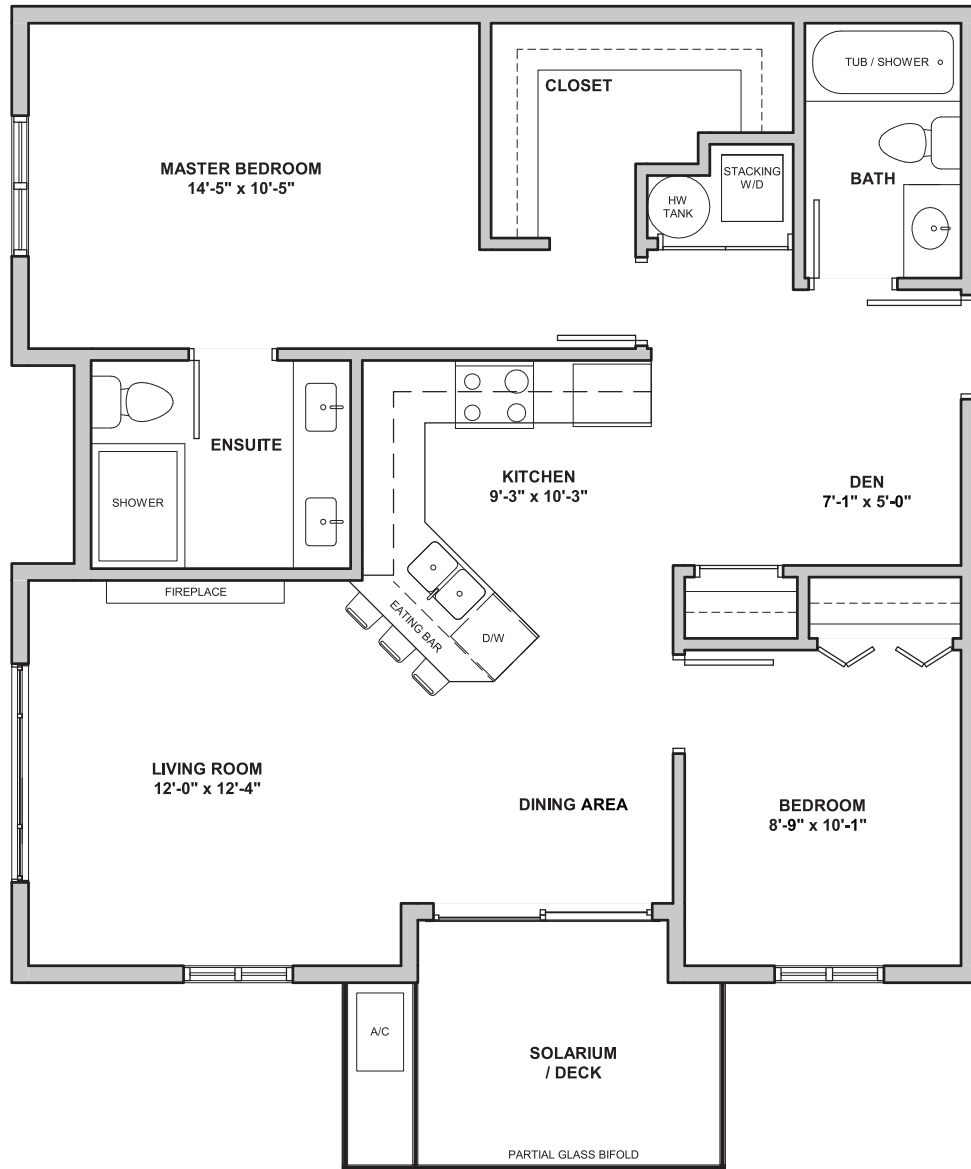 TUB / SHOWER
CLOSET
MASTER BEDROOM
14'-5" x 10'-5"
STACKING
W/D
BATH
HW
TANK
ENSUITE
KITCHEN
9'-3" x 10'-3"
DEN
7'-1" x 5'-0"
SHOWER
FIREPLACE
EATING BAR
D/W
LIVING ROOM
12'-0" x 12'-4"
DINING AREA
BEDROOM
8'-9" x 10'-1"
A/C
SOLARIUM
/ DECK
PARTIAL GLASS BIFOLD